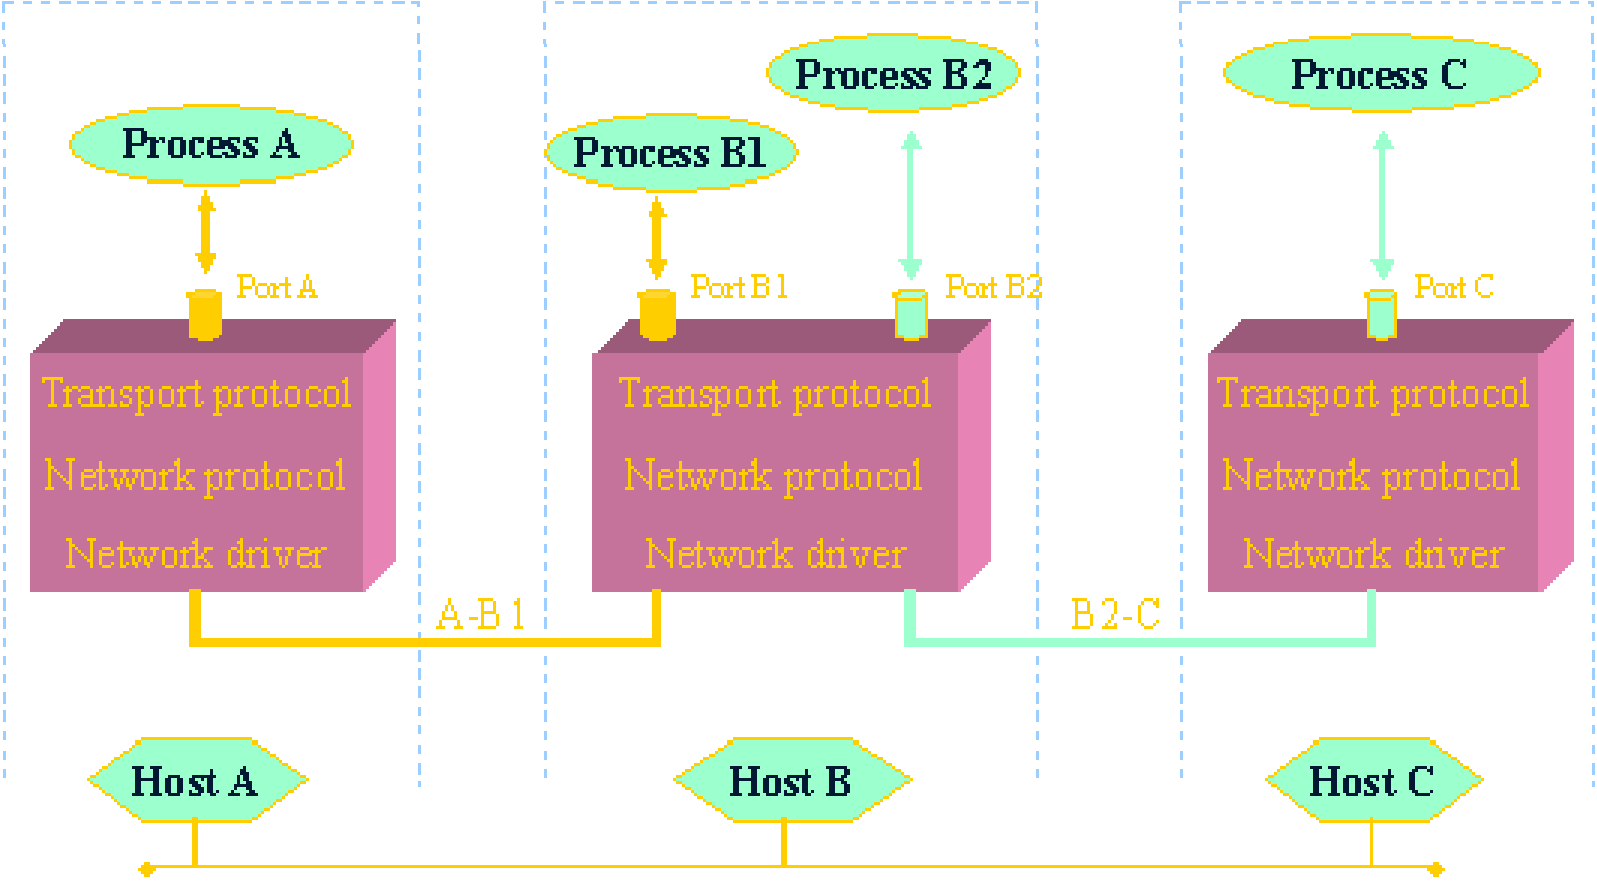 Process B2
Process C
Process A
Process B1
Port A
Port B1
Port B2
Port C
Transport protocol
Network protocol
Network driver
Transport protocol
Network protocol
Network driver
Transport protocol
Network protocol
Network driver
A-B1
B2-C
Host A
Host B
Host C